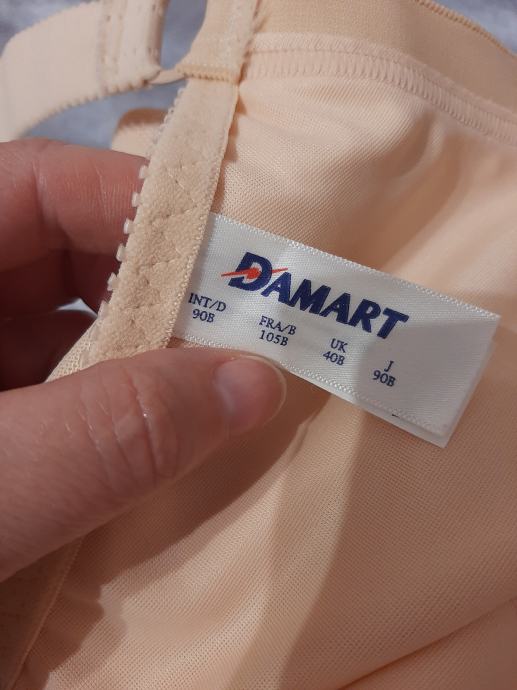 DAMART
INT/D FRA/B UK J
90B 105B 40B 90B